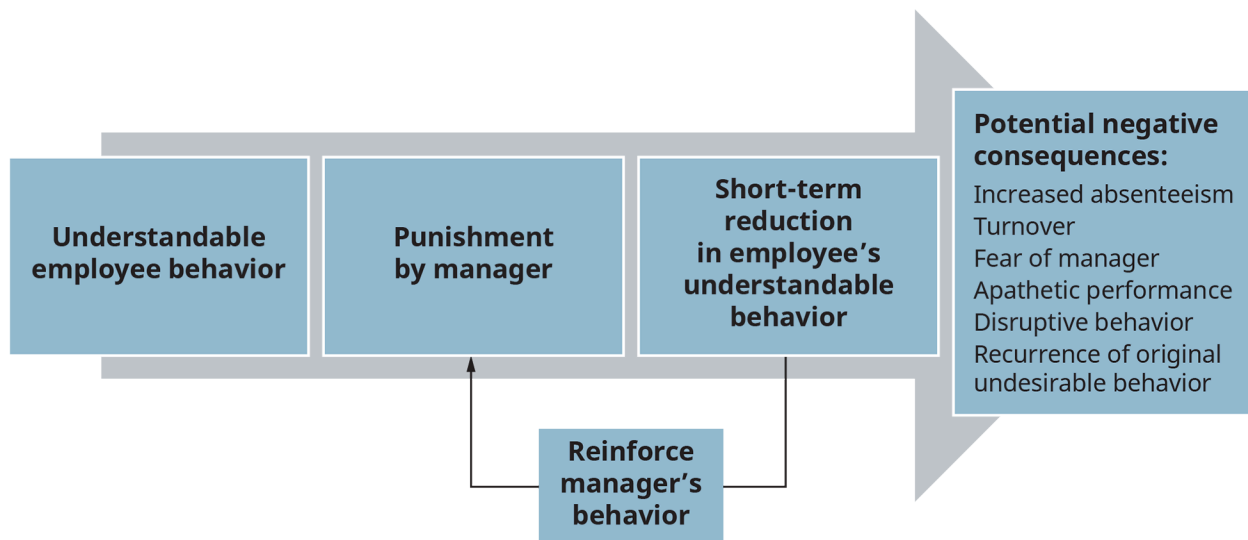 Understandable
employee behavior
Punishment
by manager
Short-term
reduction
in employee’s
understandable
behavior
Potential negative
consequences:
Increased absenteeism
Turnover
Fear of manager
Apathetic performance
Disruptive behavior
Recurrence of original
undesirable behavior
Reinforce
manager’s
behavior